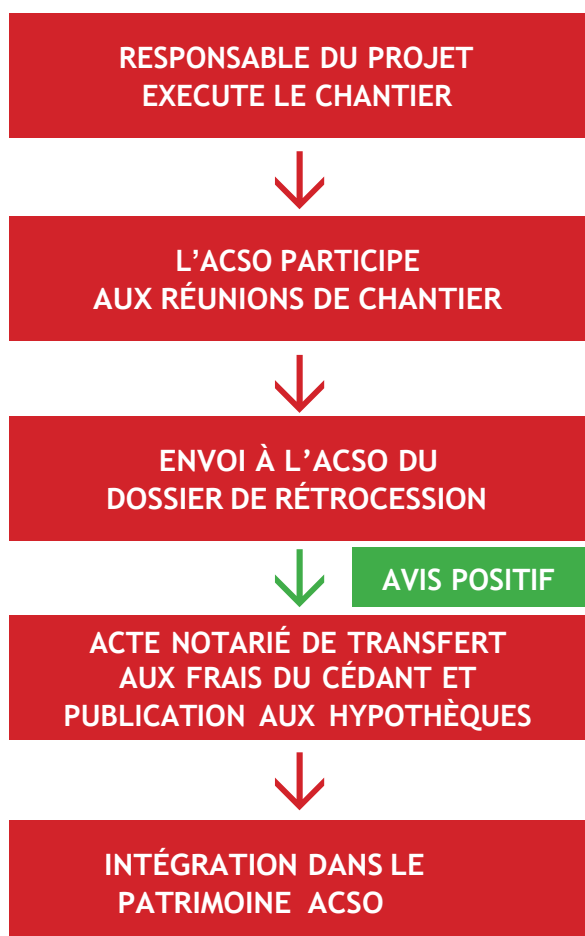 RESPONSABLE DU PROJET
EXECUTE LE CHANTIER
L'ACSO PARTICIPE
AUX RÉUNIONS DE CHANTIER
ENVOI À L'ACSO DU
DOSSIER DE RÉTROCESSION
AVIS POSITIF
ACTE NOTARIÉ DE TRANSFERT
AUX FRAIS DU CÉDANT ET
PUBLICATION AUX HYPOTHÈQUES
INTÉGRATION DANS LE
PATRIMOINE ACSO